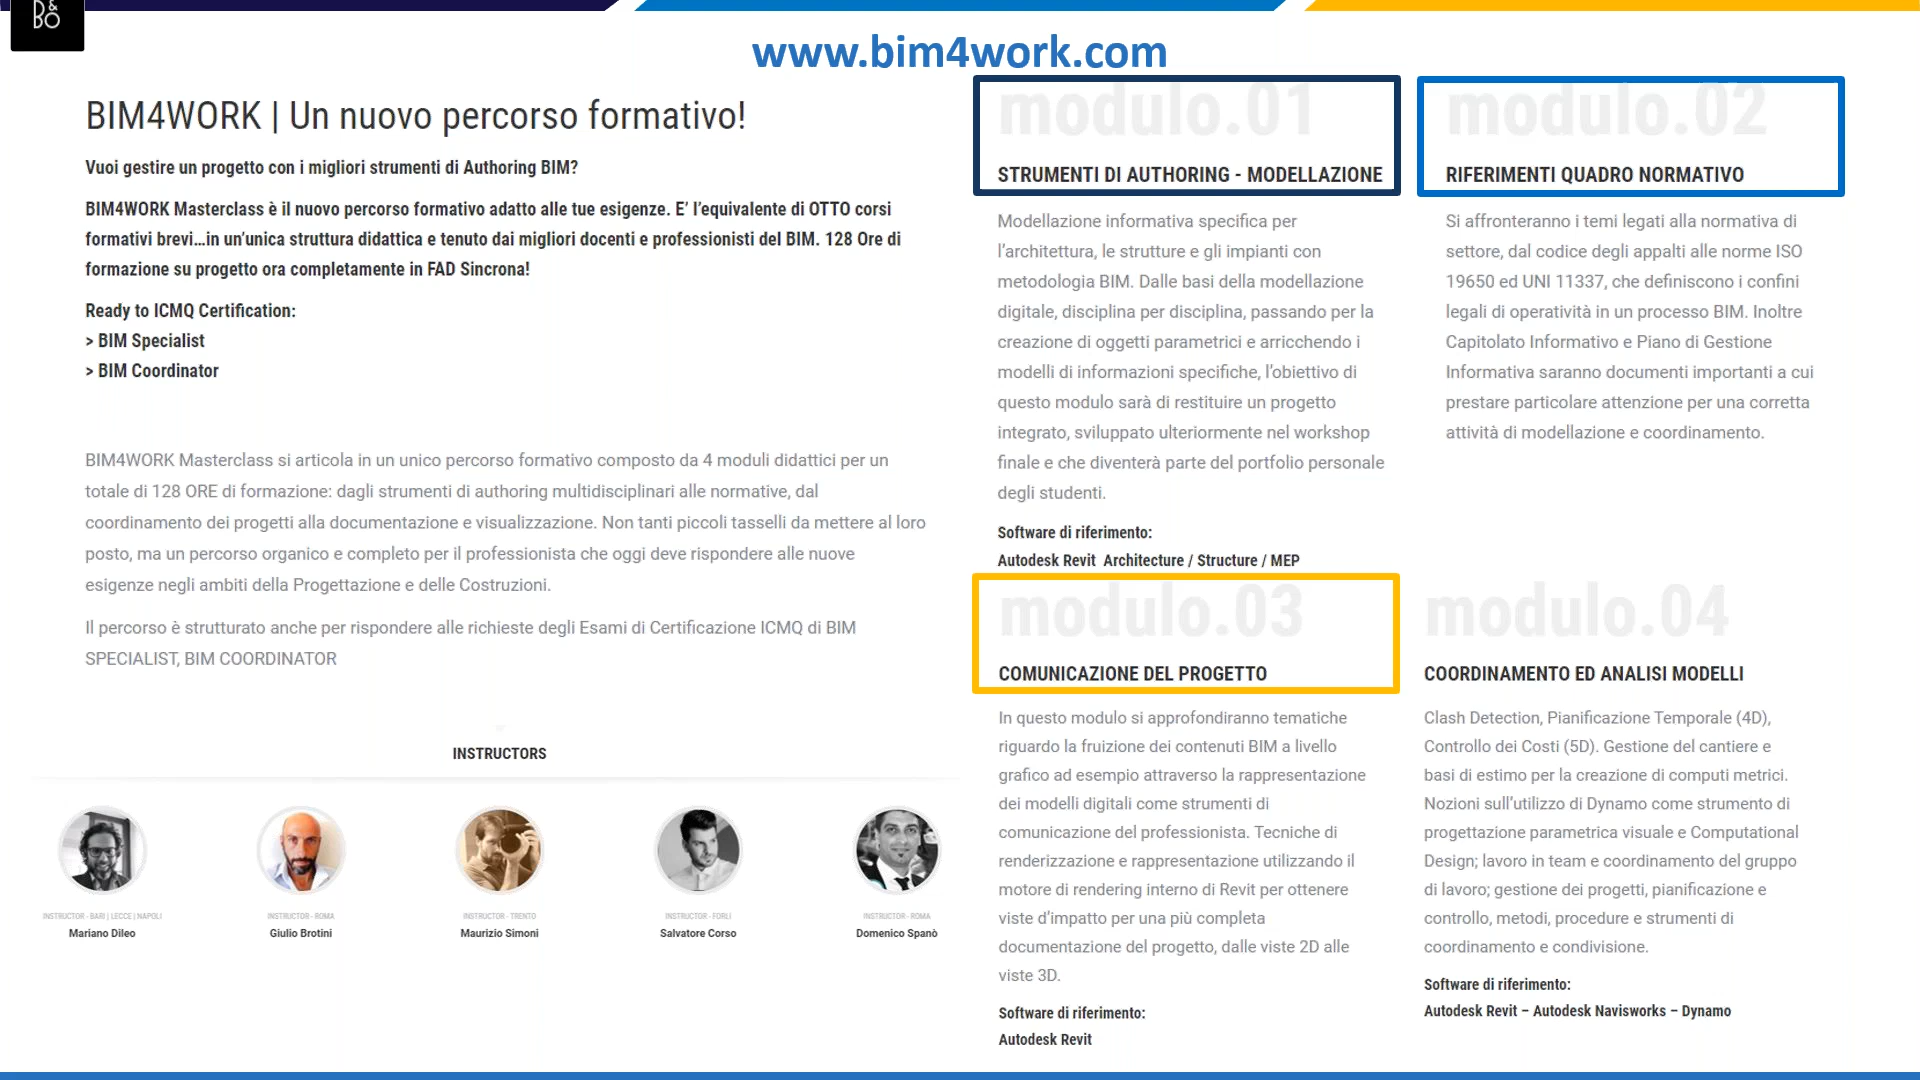 D&
BO
www.bim4work.com
BIM4WORK | Un nuovo percorso formativo!
Vuoi gestire un progetto con i migliori strumenti di Authoring BIM?
BIM4WORK Masterclass è il nuovo percorso formativo adatto alle tue esigenze. E' l'equivalente di OTTO corsi
formativi brevi...in un'unica struttura didattica e tenuto dai migliori docenti e professionisti del BIM. 128 Ore di
formazione su progetto ora completamente in FAD Sincrona!
Ready to ICMQ Certification:
> BIM Specialist
> BIM Coordinator
BIM4WORK Masterclass si articola in un unico percorso formativo composto da 4 moduli didattici per un
totale di 128 ORE di formazione: dagli strumenti di authoring multidisciplinari alle normative, dal
coordinamento dei progetti alla documentazione e visualizzazione. Non tanti piccoli tasselli da mettere al loro
posto, ma un percorso organico e completo per il professionista che oggi deve rispondere alle nuove
esigenze negli ambiti della Progettazione e delle Costruzioni.
Il percorso è strutturato anche per rispondere alle richieste degli Esami di Certificazione ICMQ di BIM
SPECIALIST, BIM COORDINATOR
INSTRUCTORS
INSTRUCTOR - BARI | LECCE | NAPOLI
Mariano Dileo
INSTRUCTOR - ROMA
Giulio Brotini
INSTRUCTOR - TRENTO
Maurizio Simoni
INSTRUCTOR - FORLI
Salvatore Corso
INSTRUCTOR - ROMA
Domenico Spanò
modulo.01
STRUMENTI DI AUTHORING - MODELLAZIONE
Modellazione informativa specifica per
l'architettura, le strutture e gli impianti con
metodologia BIM. Dalle basi della modellazione
digitale, disciplina per disciplina, passando per la
creazione di oggetti parametrici e arricchendo i
modelli di informazioni specifiche, l'obiettivo di
questo modulo sarà di restituire un progetto
integrato, sviluppato ulteriormente nel workshop
finale e che diventerà parte del portfolio personale
degli studenti.
Software di riferimento:
Autodesk Revit Architecture / Structure / MEP
modulo.02
RIFERIMENTI QUADRO NORMATIVO
Si affronteranno i temi legati alla normativa di
settore, dal codice degli appalti alle norme ISO
19650 ed UNI 11337, che definiscono i confini
legali di operatività in un processo BIM. Inoltre
Capitolato Informativo e Piano di Gestione
Informativa saranno documenti importanti a cui
prestare particolare attenzione per una corretta
attività di modellazione e coordinamento.
modulo.03
COMUNICAZIONE DEL PROGETTO
In questo modulo si approfondiranno tematiche
riguardo la fruizione dei contenuti BIM a livello
grafico ad esempio attraverso la rappresentazione
dei modelli digitali come strumenti di
comunicazione del professionista. Tecniche di
renderizzazione e rappresentazione utilizzando il
motore di rendering interno di Revit per ottenere
viste d'impatto per una più completa
documentazione del progetto, dalle viste 2D alle
viste 3D.
Software di riferimento:
Autodesk Revit
modulo.04
COORDINAMENTO ED ANALISI MODELLI
Clash Detection, Pianificazione Temporale (4D),
Controllo dei Costi (5D). Gestione del cantiere e
basi di estimo per la creazione di computi metrici.
Nozioni sull'utilizzo di Dynamo come strumento di
progettazione parametrica visuale e Computational
Design; lavoro in team e coordinamento del gruppo
di lavoro; gestione dei progetti, pianificazione e
controllo, metodi, procedure e strumenti di
coordinamento e condivisione.
Software di riferimento:
Autodesk Revit – Autodesk Navisworks – Dynamo